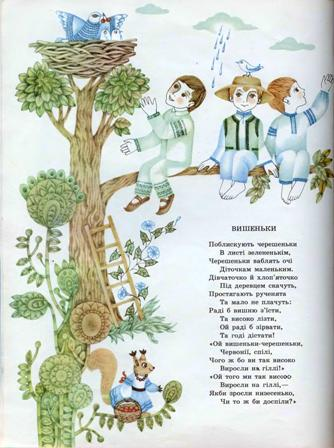 ВИШЕНЬКИ
Поблискують черешеньки
В листі зелененькім,
Черешеньки ваблять очі
Діточкам маленьким.
Дівчаточко й хлоп'яточко
Під деревцем скачуть,
Простягають рученята
Та мало не плачуть:
Раді б вишню з'їсти,
Та високо лізти,
Ой раді б зірвати,
Та годі дістати!
«Ой вишеньки-черешеньки,
Червонії, спілі,
Чого ж бо ви так високо
Виросли на гіллі!»
«Ой того ми так високо
Виросли на гіллі,—
Якби зросли низесенько,
Чи то ж би доспіли?»